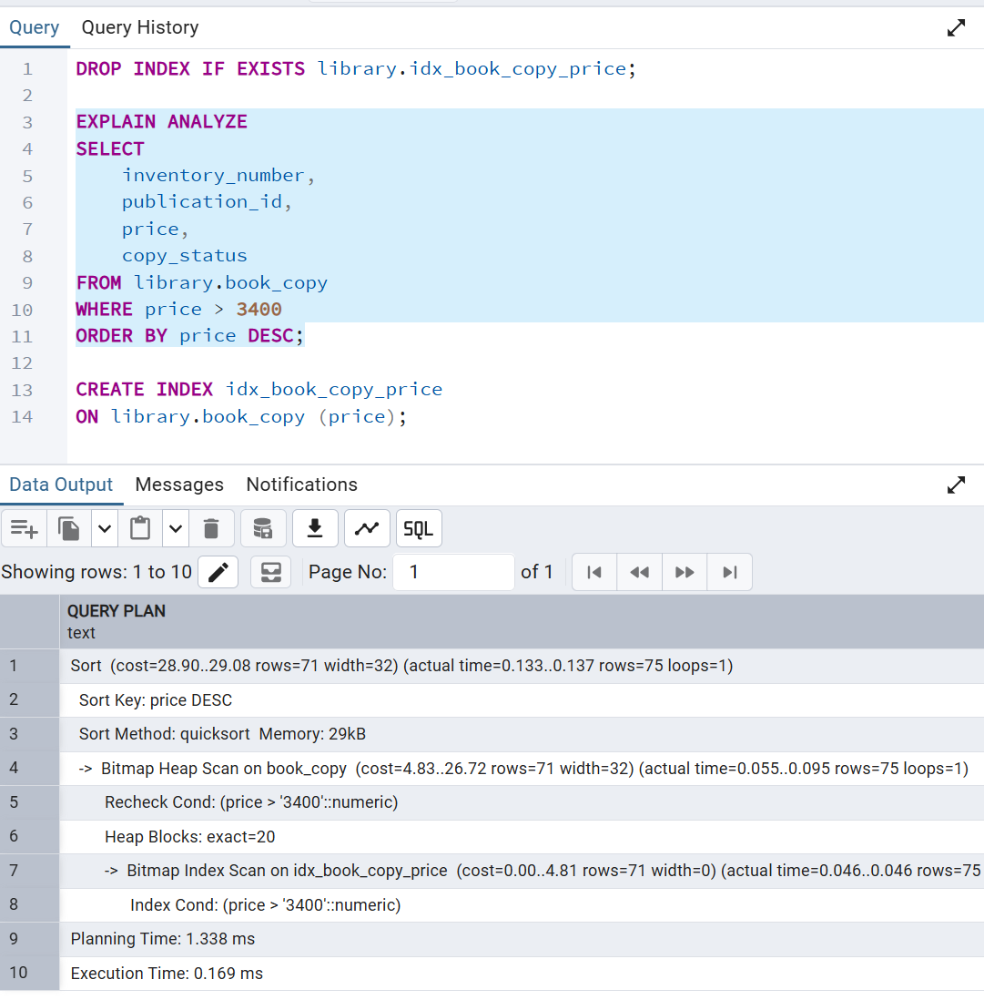 Query Query History
1 DROP INDEX IF EXISTS library.idx_book_copy_price;
2
3 EXPLAIN ANALYZE
4 SELECT
5 inventory_number,
6 publication_id,
7 price,
8 copy_status
9 FROM library.book_copy
10 WHERE price > 3400
11 ORDER BY price DESC;
12
13 CREATE INDEX idx_book_copy_price
14 ON library.book_copy (price);
Data Output Messages Notifications
SQL
Showing rows: 1 to 10 Page No: 1 of 1
QUERY PLAN
text
1 Sort (cost=28.90..29.08 rows=71 width=32) (actual time=0.133..0.137 rows=75 loops=1)
2 Sort Key: price DESC
3 Sort Method: quicksort Memory: 29kB
4 -> Bitmap Heap Scan on book_copy (cost=4.83..26.72 rows=71 width=32) (actual time=0.055..0.095 rows=75 loops=1)
5 Recheck Cond: (price > '3400'::numeric)
6 Heap Blocks: exact=20
7 -> Bitmap Index Scan on idx_book_copy_price (cost=0.00..4.81 rows=71 width=0) (actual time=0.046..0.046 rows=75
8 Index Cond: (price > '3400'::numeric)
9 Planning Time: 1.338 ms
10 Execution Time: 0.169 ms